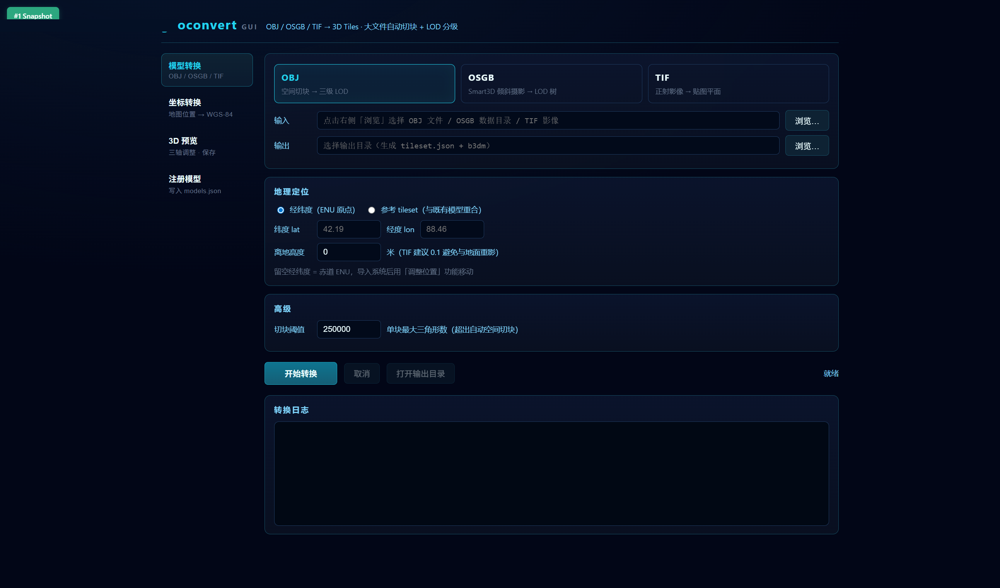 #1 Snapshot
oconvert GUI OBJ / OSGB / TIF → 3D Tiles · 大文件自动切块 + LOD 分级
模型转换
OBJ / OSGB / TIF
坐标转换
地图位置 → WGS-84
3D 预览
三轴调整 · 保存
注册模型
写入 models.json
OBJ
空间切块 → 三级 LOD
OSGB
Smart3D 倾斜摄影 → LOD 树
TIF
正射影像 → 贴图平面
输入 点击右侧「浏览」选择 OBJ 文件 / OSGB 数据目录 / TIF 影像 浏览...
输出 选择输出目录（生成 tileset.json + b3dm） 浏览...
地理定位
经纬度（ENU 原点） 参考 tileset（与既有模型重合）
纬度 lat 42.19 经度 lon 88.46
离地高度 0 米（TIF 建议 0.1 避免与地面重影）
留空经纬度 = 赤道 ENU，导入系统后用「调整位置」功能移动
高级
切块阈值 250000 单块最大三角形数（超出自动空间切块）
开始转换 取消 打开输出目录 就绪
转换日志